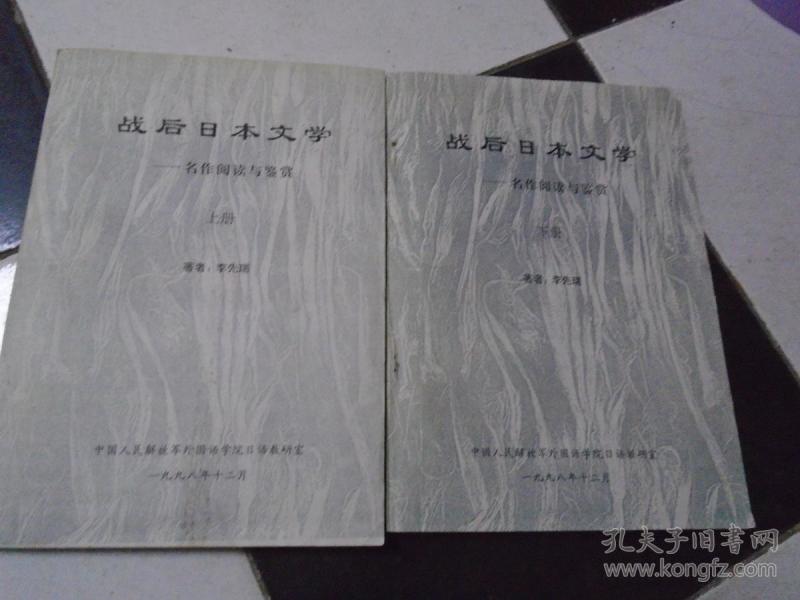 战后日本文学
——名作阅读与鉴赏
上册
著者：李先瑞
中国人民解放军外国语学院日语教研室
一九九八年十二月
战后日本文学
——名作阅读与鉴赏
下册
著者：李先瑞
中国人民解放军外国语学院日语教研室
一九九八年十二月
孔夫子旧书网
www.kongfz.com